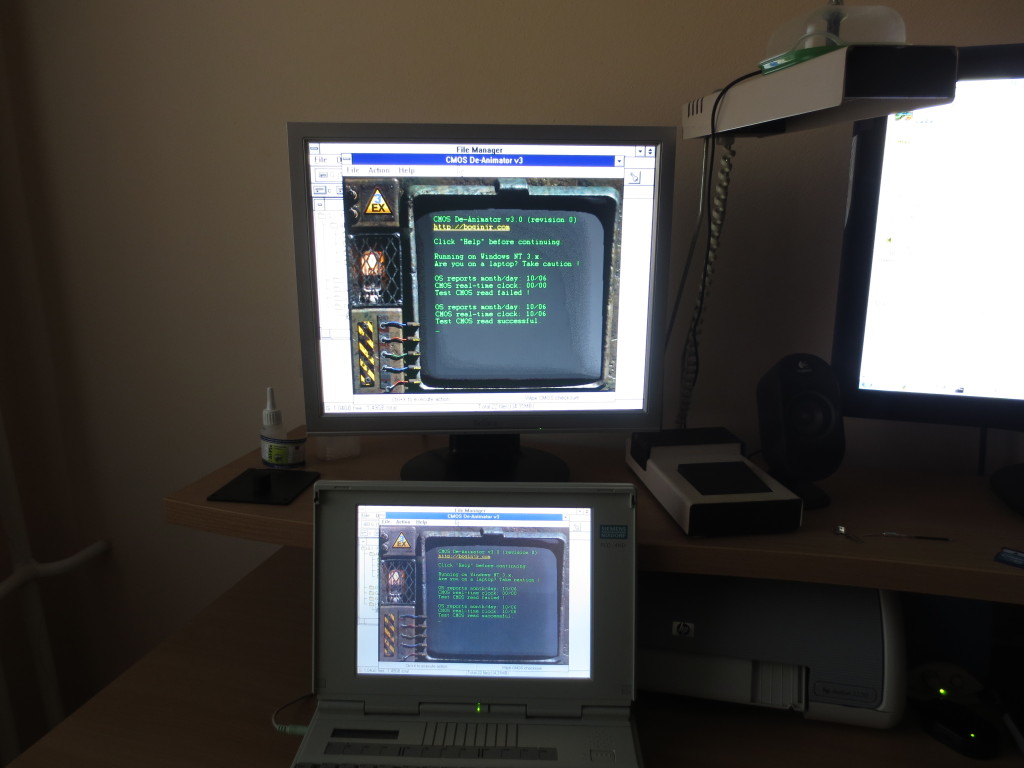 File Manager
File
CMOS De-Animator v3
File Action Help
EX
CMOS De-Animator v3.0 (revision 0)
http://boginjr.com
Click "Help" before continuing
Running on Windows NT 3.x
Are you on a laptop? Take caution !
OS reports month/day: 10/06
CMOS real-time clock: 00/00
Test CMOS read failed !
OS reports month/day: 10/06
CMOS real-time clock: 10/06
Test CMOS read successful
File Manager
CMOS De-Animator v3
File Action Help
EX
CMOS De-Animator v3.0 (revision 0)
http://boginjr.com
Click "Help" before continuing
Running on Windows NT 3.x
Are you on a laptop? Take caution !
OS reports month/day: 10/06
CMOS real-time clock: 00/00
Test CMOS read failed !
OS reports month/day: 10/06
CMOS real-time clock: 10/06
Test CMOS read successful
hp